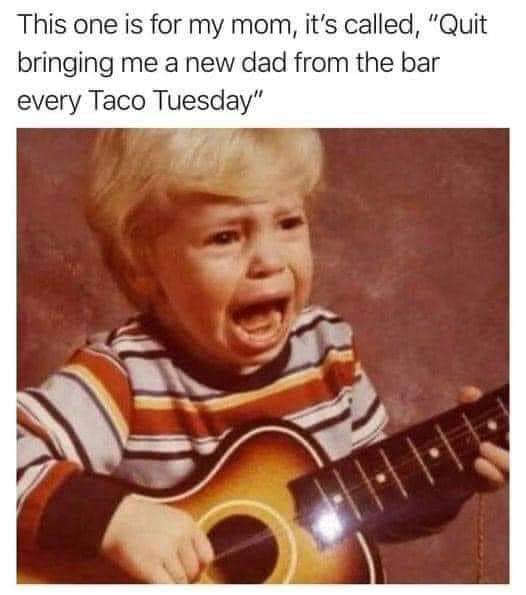 This one is for my mom, it’s called, "Quit
bringing me a new dad from the bar
every Taco Tuesday"